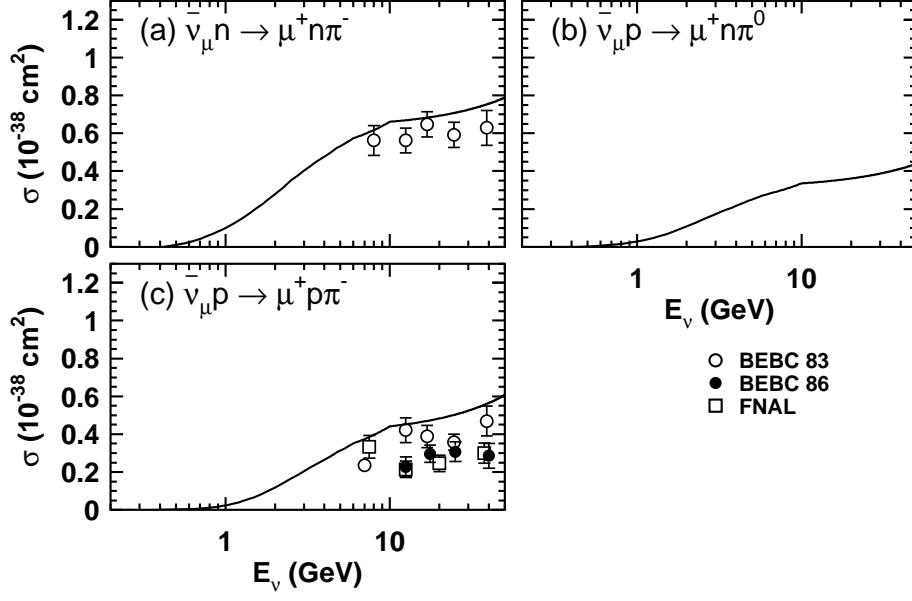 (a) ν̄μn → μ⁺nπ⁻
(b) ν̄μp → μ⁺nπ⁰
σ (10⁻³⁸ cm²)
1.2
1
0.8
0.6
0.4
0.2
0
1 10
Eν (GeV)
(c) ν̄μp → μ⁺pπ⁻
σ (10⁻³⁸ cm²)
1.2
1
0.8
0.6
0.4
0.2
0
1 10
Eν (GeV)
BEBC 83
BEBC 86
FNAL